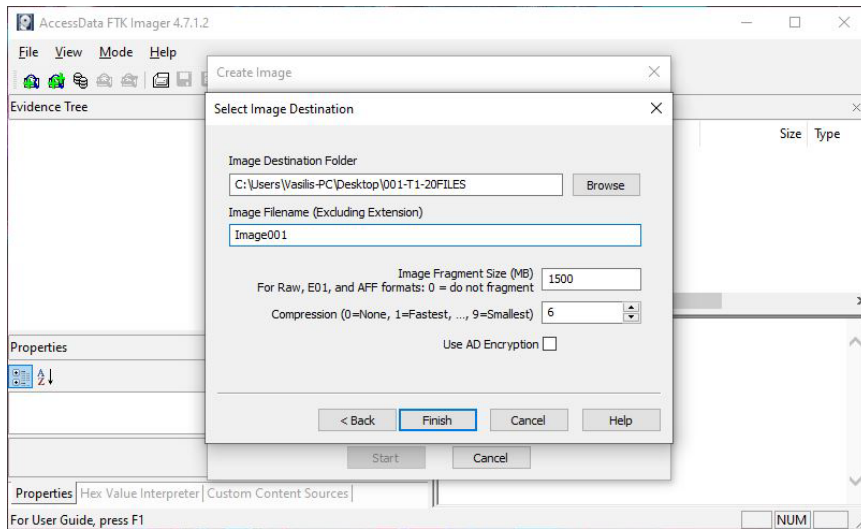 AccessData FTK Imager 4.7.1.2
File View Mode Help
Create Image
Evidence Tree
Select Image Destination
Size Type
Image Destination Folder
C:\Users\Vasilis-PC\Desktop\001-T1-20FILES
Browse
Image Filename (Excluding Extension)
Image001
Image Fragment Size (MB)
For Raw, E01, and AFF formats: 0 = do not fragment
1500
Compression (0=None, 1=Fastest, ..., 9=Smallest)
6
Use AD Encryption
Properties
< Back Finish Cancel Help
Start Cancel
Properties Hex Value Interpreter Custom Content Sources
For User Guide, press F1
NUM